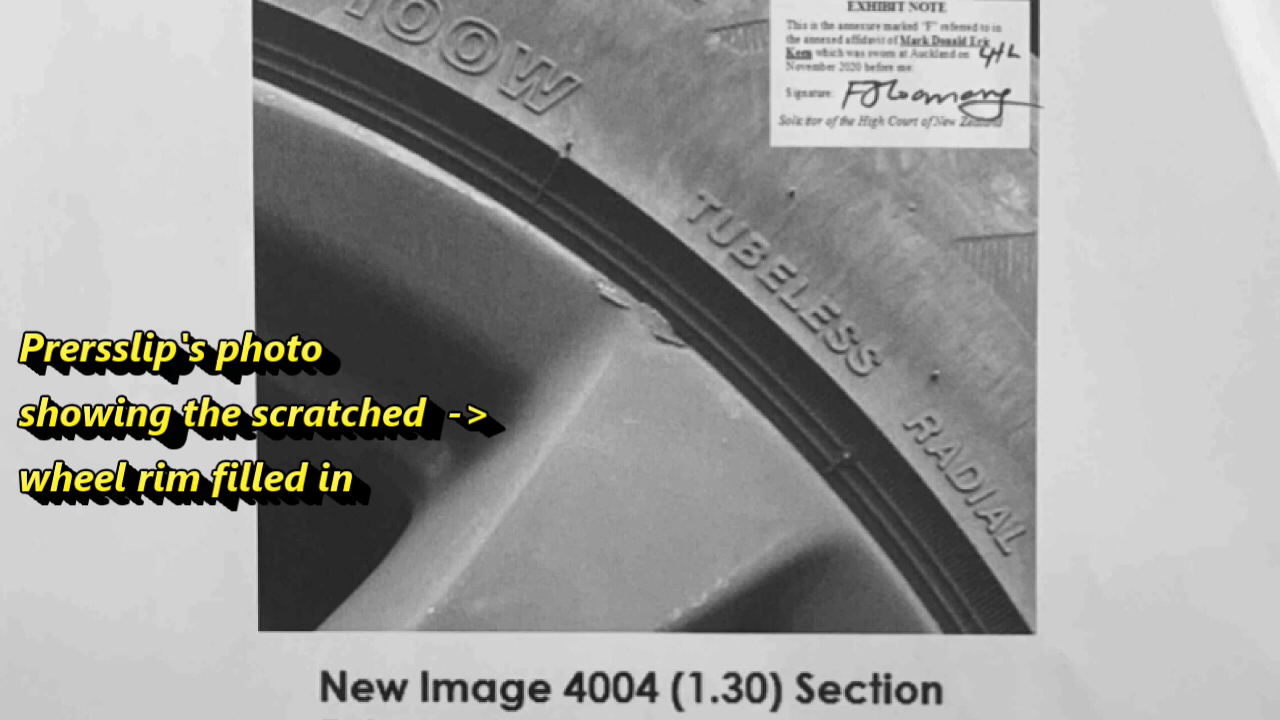 EXHIBIT NOTE
This is the annexure marked "F" referred to in
the annexed affidavit of Mark Donald Eric
which was sworn at Auckland on
November 2020 before me:
Signature:
Solicitor of the High Court of New Zealand
100W
TUBELESS
RADIAL
Prersslip's photo
showing the scratched ->
wheel rim filled in
New Image 4004 (1.30) Section